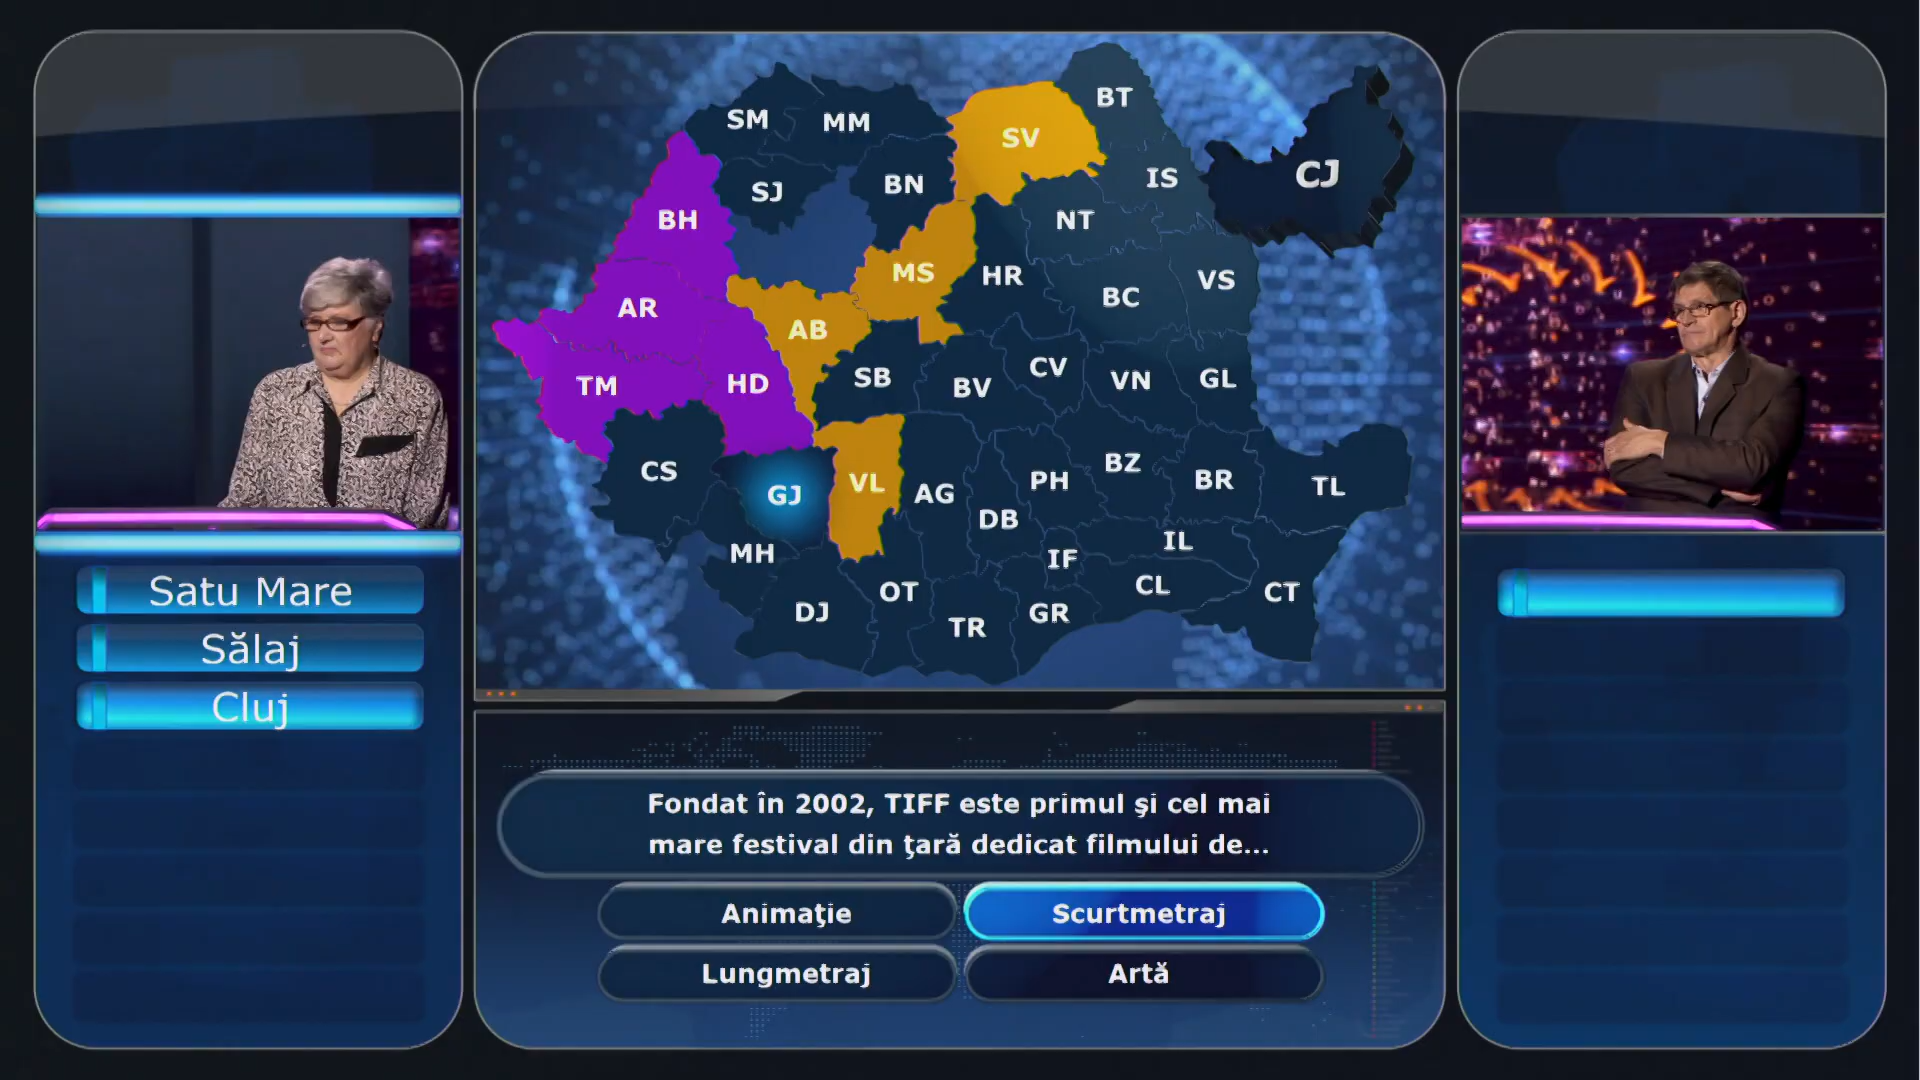 SM
MM
SV
BT
CJ
SJ
BN
IS
BH
NT
MS
HR
VS
BC
AR
AB
CV
TM
HD
SB
BV
VN
GL
CS
GJ
VL
AG
PH
BZ
BR
TL
DB
MH
IF
IL
OT
CL
CT
DJ
TR
GR
Satu Mare
Sălaj
Cluj
Fondat în 2002, TIFF este primul şi cel mai
mare festival din ţară dedicat filmului de...
Animaţie
Scurtmetraj
Lungmetraj
Artă